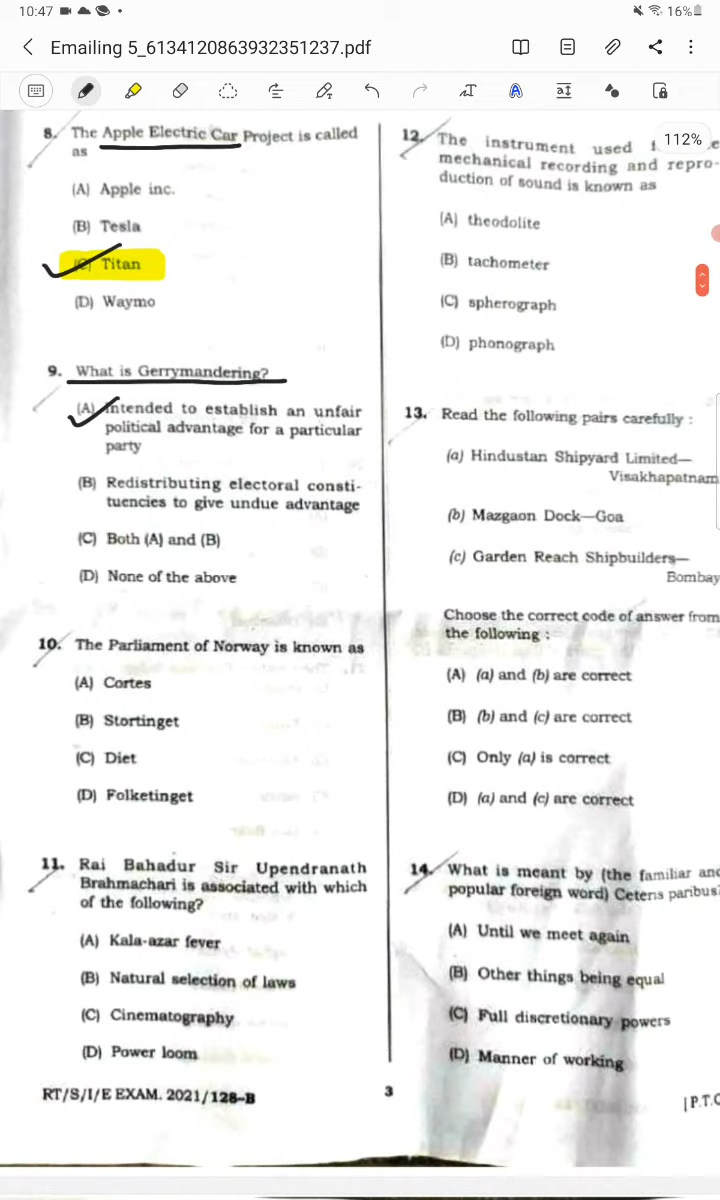 10:47
16%
Emailing 5_6134120863932351237.pdf
112%
8. The Apple Electric Car Project is called
as
(A) Apple inc.
(B) Tesla
(C) Titan
(D) Waymo
9. What is Gerrymandering?
(A) Intended to establish an unfair
political advantage for a particular
party
(B) Redistributing electoral consti-
tuencies to give undue advantage
(C) Both (A) and (B)
(D) None of the above
10. The Parliament of Norway is known as
(A) Cortes
(B) Stortinget
(C) Diet
(D) Folketinget
11. Rai Bahadur Sir Upendranath
Brahmachari is associated with which
of the following?
(A) Kala-azar fever
(B) Natural selection of laws
(C) Cinematography
(D) Power loom
12. The instrument used
mechanical recording and repro-
duction of sound is known as
(A) theodolite
(B) tachometer
(C) spherograph
(D) phonograph
13. Read the following pairs carefully :
(a) Hindustan Shipyard Limited—
Visakhapatnam
(b) Mazgaon Dock—Goa
(c) Garden Reach Shipbuilders—
Bombay
Choose the correct code of answer from
the following :
(A) (a) and (b) are correct
(B) (b) and (c) are correct
(C) Only (a) is correct
(D) (a) and (c) are correct
14. What is meant by (the familiar and
popular foreign word) Ceteris paribus?
(A) Until we meet again
(B) Other things being equal
(C) Full discretionary powers
(D) Manner of working
RT/S/I/E EXAM. 2021/128-B
3
[ P.T.O